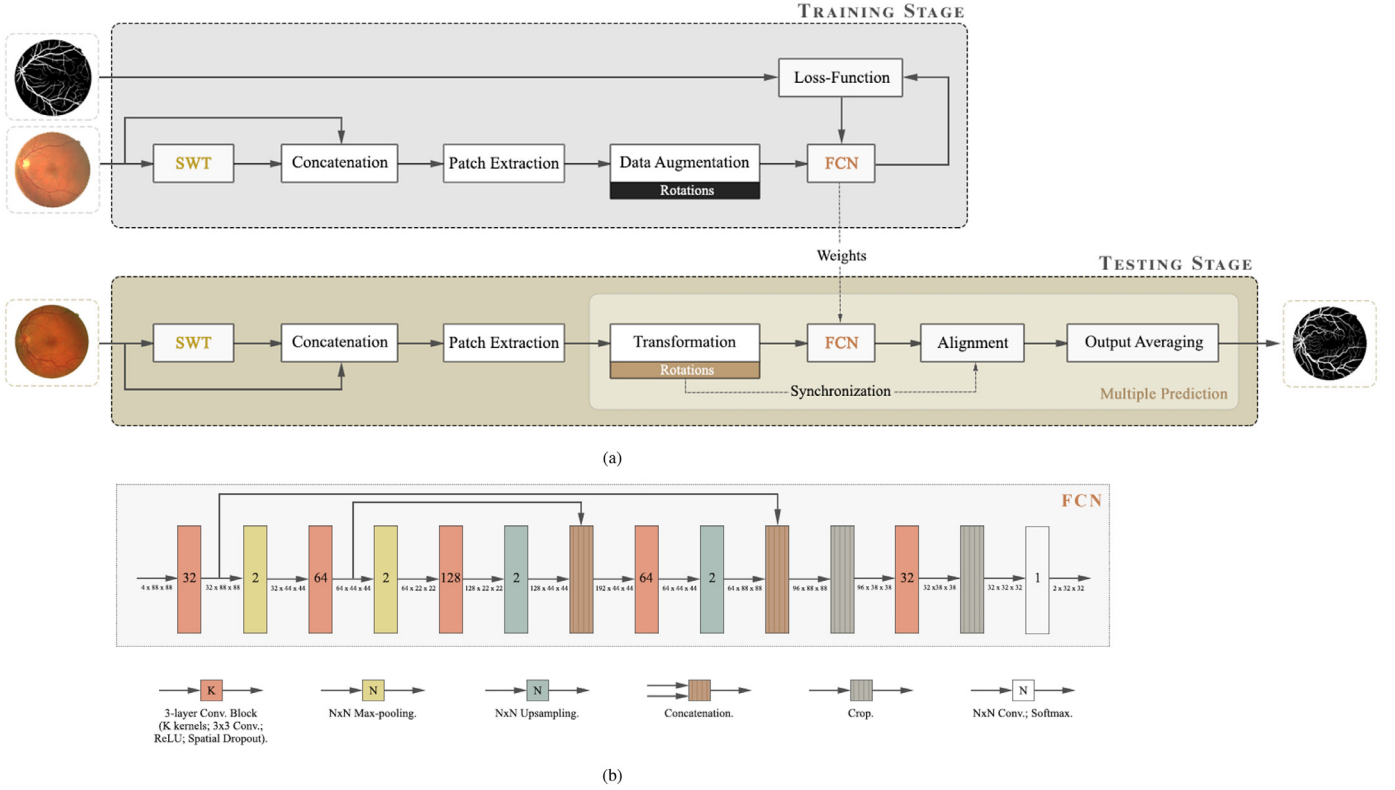 TRAINING STAGE
Loss-Function
SWT
Concatenation
Patch Extraction
Data Augmentation
Rotations
FCN
Weights
TESTING STAGE
SWT
Concatenation
Patch Extraction
Transformation
Rotations
FCN
Alignment
Output Averaging
Synchronization
Multiple Prediction
(a)
FCN
32
2
64
2
128
2
64
2
32
1
4 x 88 x 88
32 x 88 x 88
32 x 44 x 44
64 x 44 x 44
64 x 22 x 22
128 x 22 x 22
128 x 44 x 44
192 x 44 x 44
64 x 44 x 44
64 x 88 x 88
96 x 88 x 88
96 x 38 x 38
32 x38 x 38
32 x 32 x 32
2 x 32 x 32
K
N
N
N
3-layer Conv. Block
(K kernels; 3x3 Conv.;
ReLU; Spatial Dropout).
NxN Max-pooling.
NxN Upsampling.
Concatenation.
Crop.
NxN Conv.; Softmax.
(b)